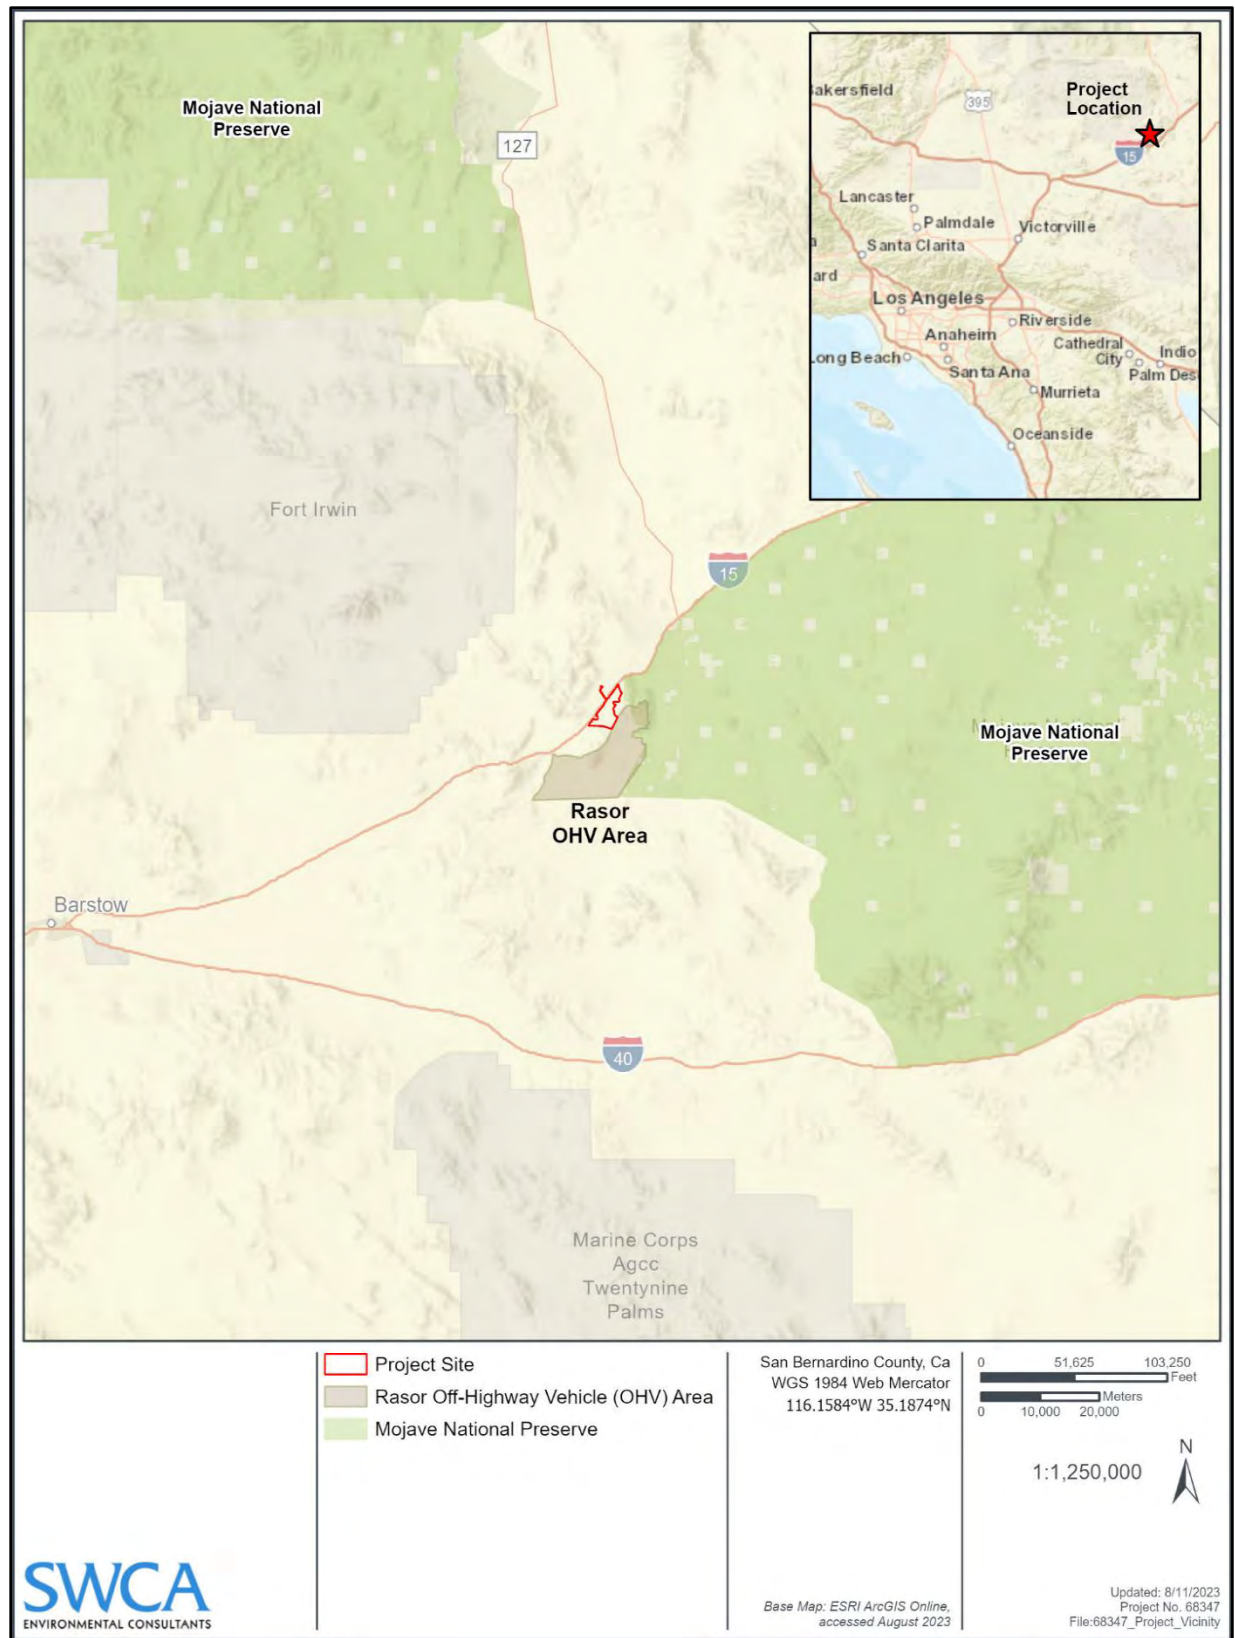 Mojave National
Preserve
127
Project
Location
395
15
Lancaster
Palmdale
Victorville
Santa Clarita
Los Angeles
Riverside
Anaheim
Cathedral
City
Indio
Long Beach
Santa Ana
Palm Des
Murrieta
Oceanside
akersfield
ard
Fort Irwin
15
Mojave National
Preserve
Rasor
OHV Area
Barstow
40
Marine Corps
Agcc
Twentynine
Palms
Project Site
Rasor Off-Highway Vehicle (OHV) Area
Mojave National Preserve
San Bernardino County, Ca
WGS 1984 Web Mercator
116.1584°W 35.1874°N
0 51,625 103,250
Feet
Meters
0 10,000 20,000
N
1:1,250,000
SWCA
ENVIRONMENTAL CONSULTANTS
Base Map: ESRI ArcGIS Online,
accessed August 2023
Updated: 8/11/2023
Project No. 68347
File:68347_Project_Vicinity